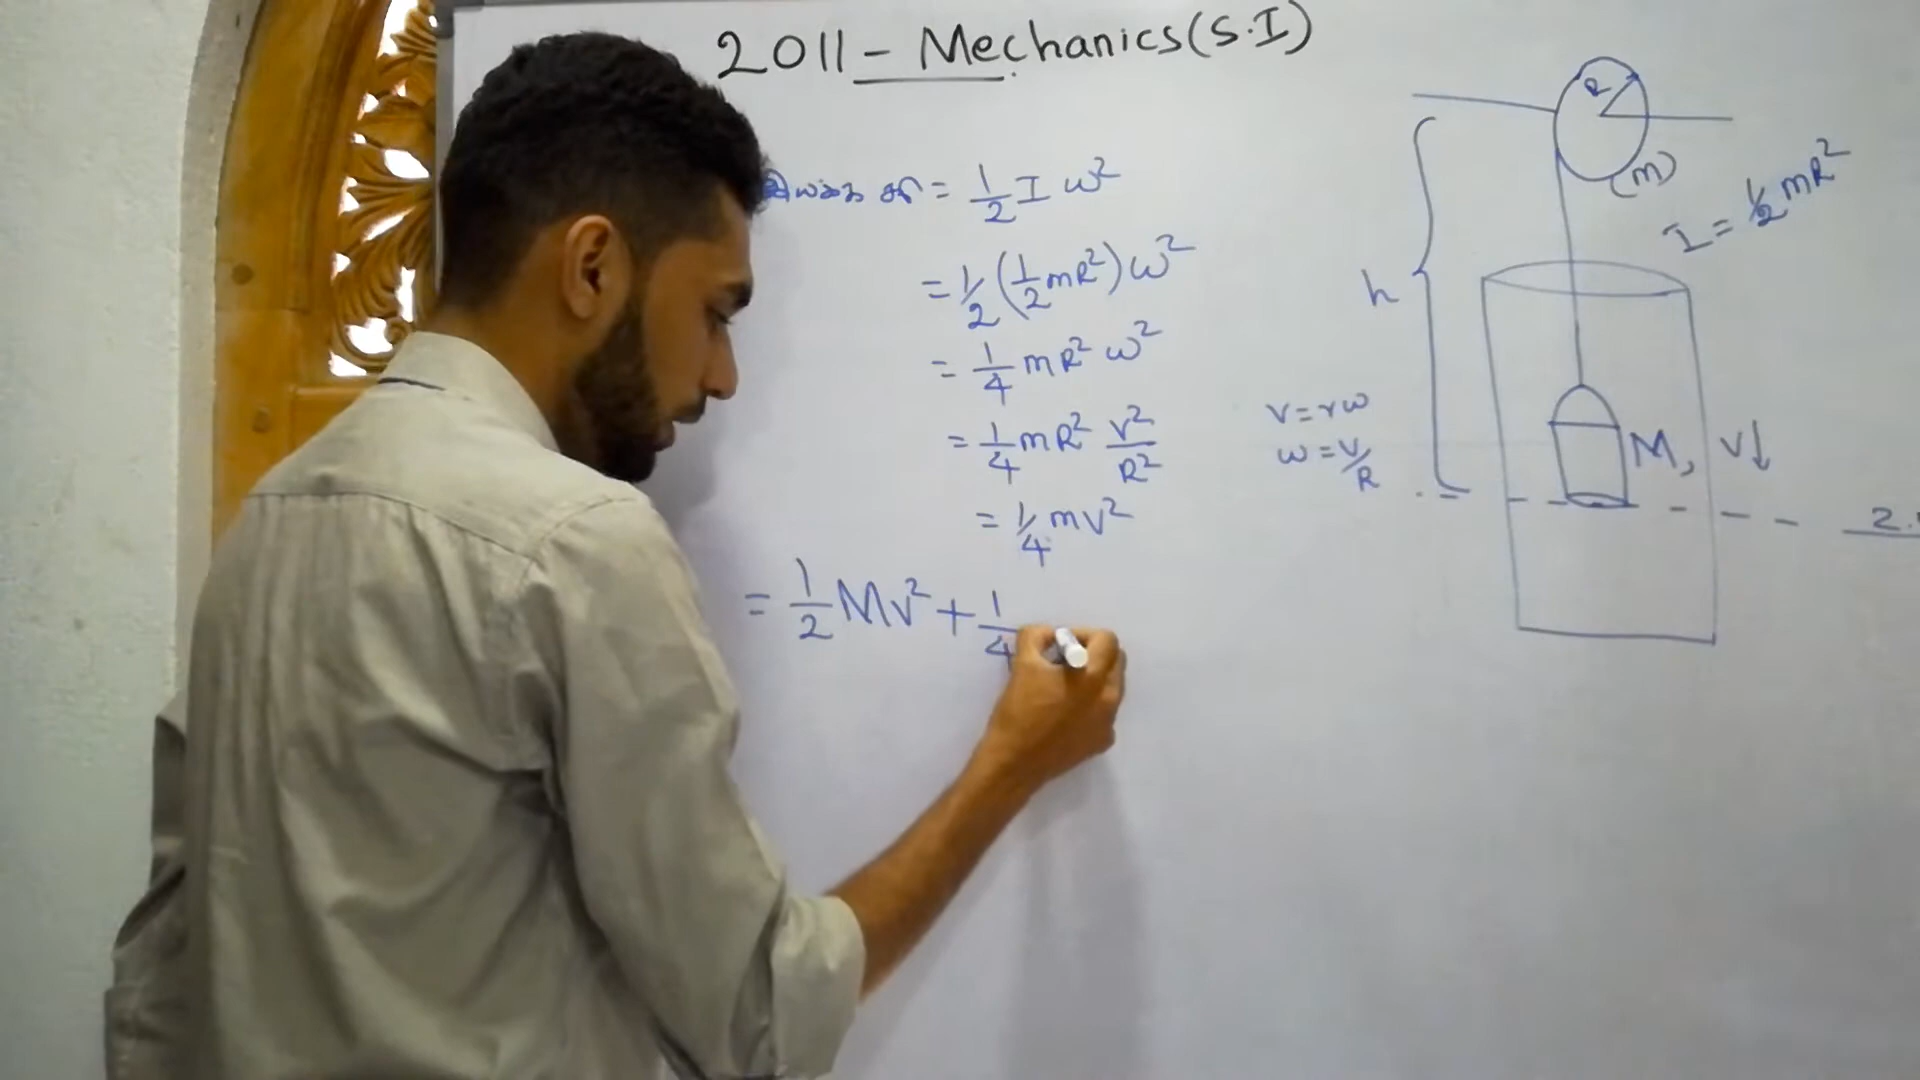 2011 - Mechanics (S.I)
= 1/2 I ω²
= 1/2 (1/2 mR²) ω²
= 1/4 mR² ω²
= 1/4 mR² V²/R²
= 1/4 mV²
= 1/2 Mv² + 1/4
V = rω
ω = V/R
R
(m)
I = 1/2 mR²
h
M, V↓
2.